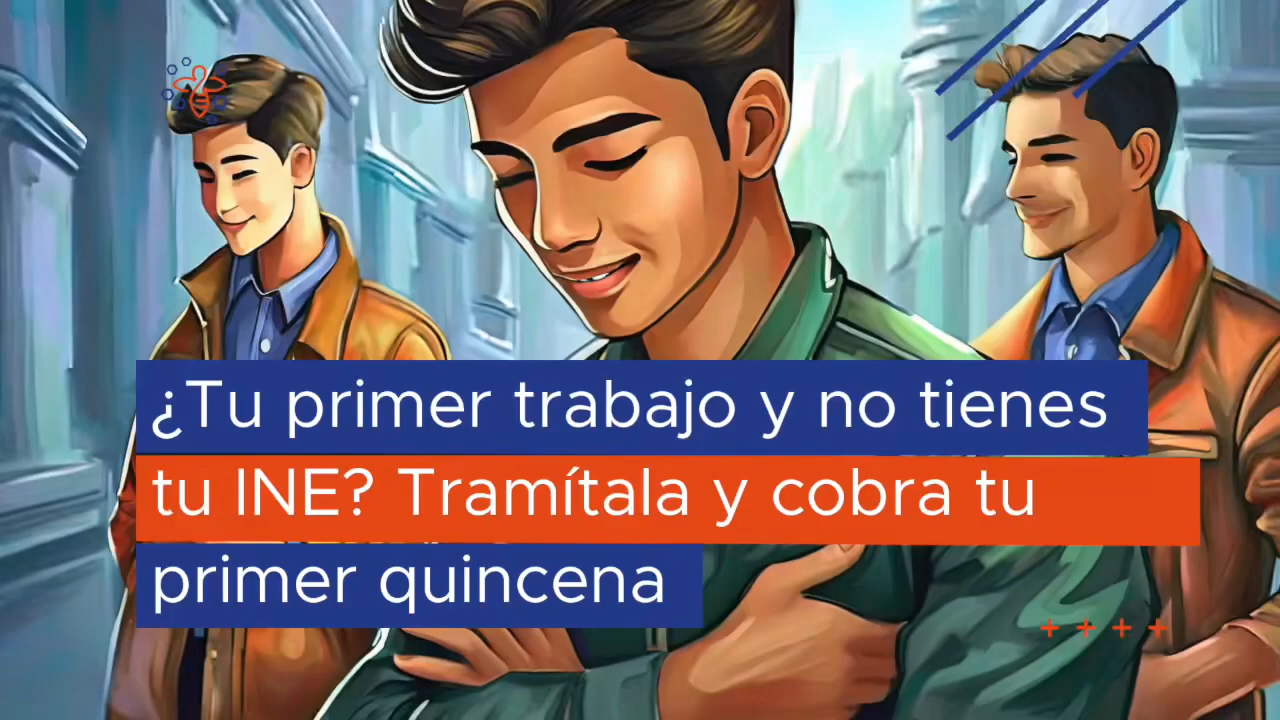 ¿Tu primer trabajo y no tienes
tu INE? Tramítala y cobra tu
primer quincena